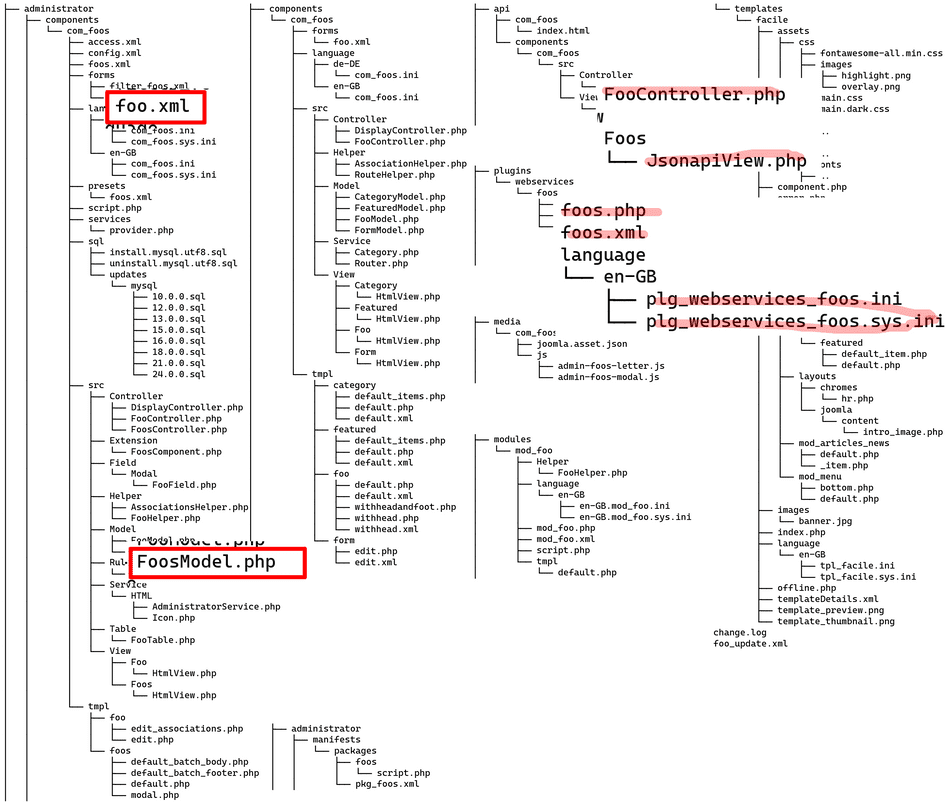 administrator
components
com_foos
access.xml
config.xml
foos.xml
forms
filter_foos.xml
foo.xml
com_foos.ini
com_foos.sys.ini
en-GB
com_foos.ini
com_foos.sys.ini
presets
foos.xml
script.php
services
provider.php
sql
install.mysql.utf8.sql
uninstall.mysql.utf8.sql
updates
mysql
10.0.0.sql
12.0.0.sql
13.0.0.sql
15.0.0.sql
16.0.0.sql
18.0.0.sql
21.0.0.sql
24.0.0.sql
src
Controller
DisplayController.php
FooController.php
FoosController.php
Extension
FoosComponent.php
Field
Modal
FooField.php
Helper
AssociationsHelper.php
FooHelper.php
Model
FoosModel.php
Service
HTML
AdministratorService.php
Icon.php
Table
FooTable.php
View
Foo
HtmlView.php
Foos
HtmlView.php
tmpl
foo
edit_associations.php
edit.php
foos
default_batch_body.php
default_batch_footer.php
default.php
modal.php
components
com_foos
forms
foo.xml
language
de-DE
com_foos.ini
en-GB
com_foos.ini
src
Controller
DisplayController.php
FooController.php
Helper
AssociationHelper.php
RouteHelper.php
Model
CategoryModel.php
FeaturedModel.php
FooModel.php
FormModel.php
Service
Category.php
Router.php
View
Category
HtmlView.php
Featured
HtmlView.php
Foo
HtmlView.php
Form
HtmlView.php
tmpl
category
default_items.php
default.php
default.xml
featured
default_items.php
default.php
default.xml
foo
default.php
default.xml
withheadandfoot.php
withhead.php
withhead.xml
form
edit.php
edit.xml
administrator
manifests
packages
foos
script.php
pkg_foos.xml
api
com_foos
index.html
components
com_foos
src
Controller
FooController.php
Foos
JsonapiView.php
plugins
webservices
foos
foos.php
foos.xml
language
en-GB
plg_webservices_foos.ini
plg_webservices_foos.sys.ini
media
com_foos
joomla.asset.json
js
admin-foos-letter.js
admin-foos-modal.js
modules
mod_foo
Helper
FooHelper.php
language
en-GB
en-GB.mod_foo.ini
en-GB.mod_foo.sys.ini
mod_foo.php
mod_foo.xml
script.php
tmpl
default.php
templates
facile
assets
css
fontawesome-all.min.css
images
highlight.png
overlay.png
main.css
main.dark.css
..
..
component.php
featured
default_item.php
default.php
layouts
chromes
hr.php
joomla
content
intro_image.php
mod_articles_news
default.php
_item.php
mod_menu
bottom.php
default.php
images
banner.jpg
index.php
language
en-GB
tpl_facile.ini
tpl_facile.sys.ini
offline.php
templateDetails.xml
template_preview.png
template_thumbnail.png
change.log
foo_update.xml